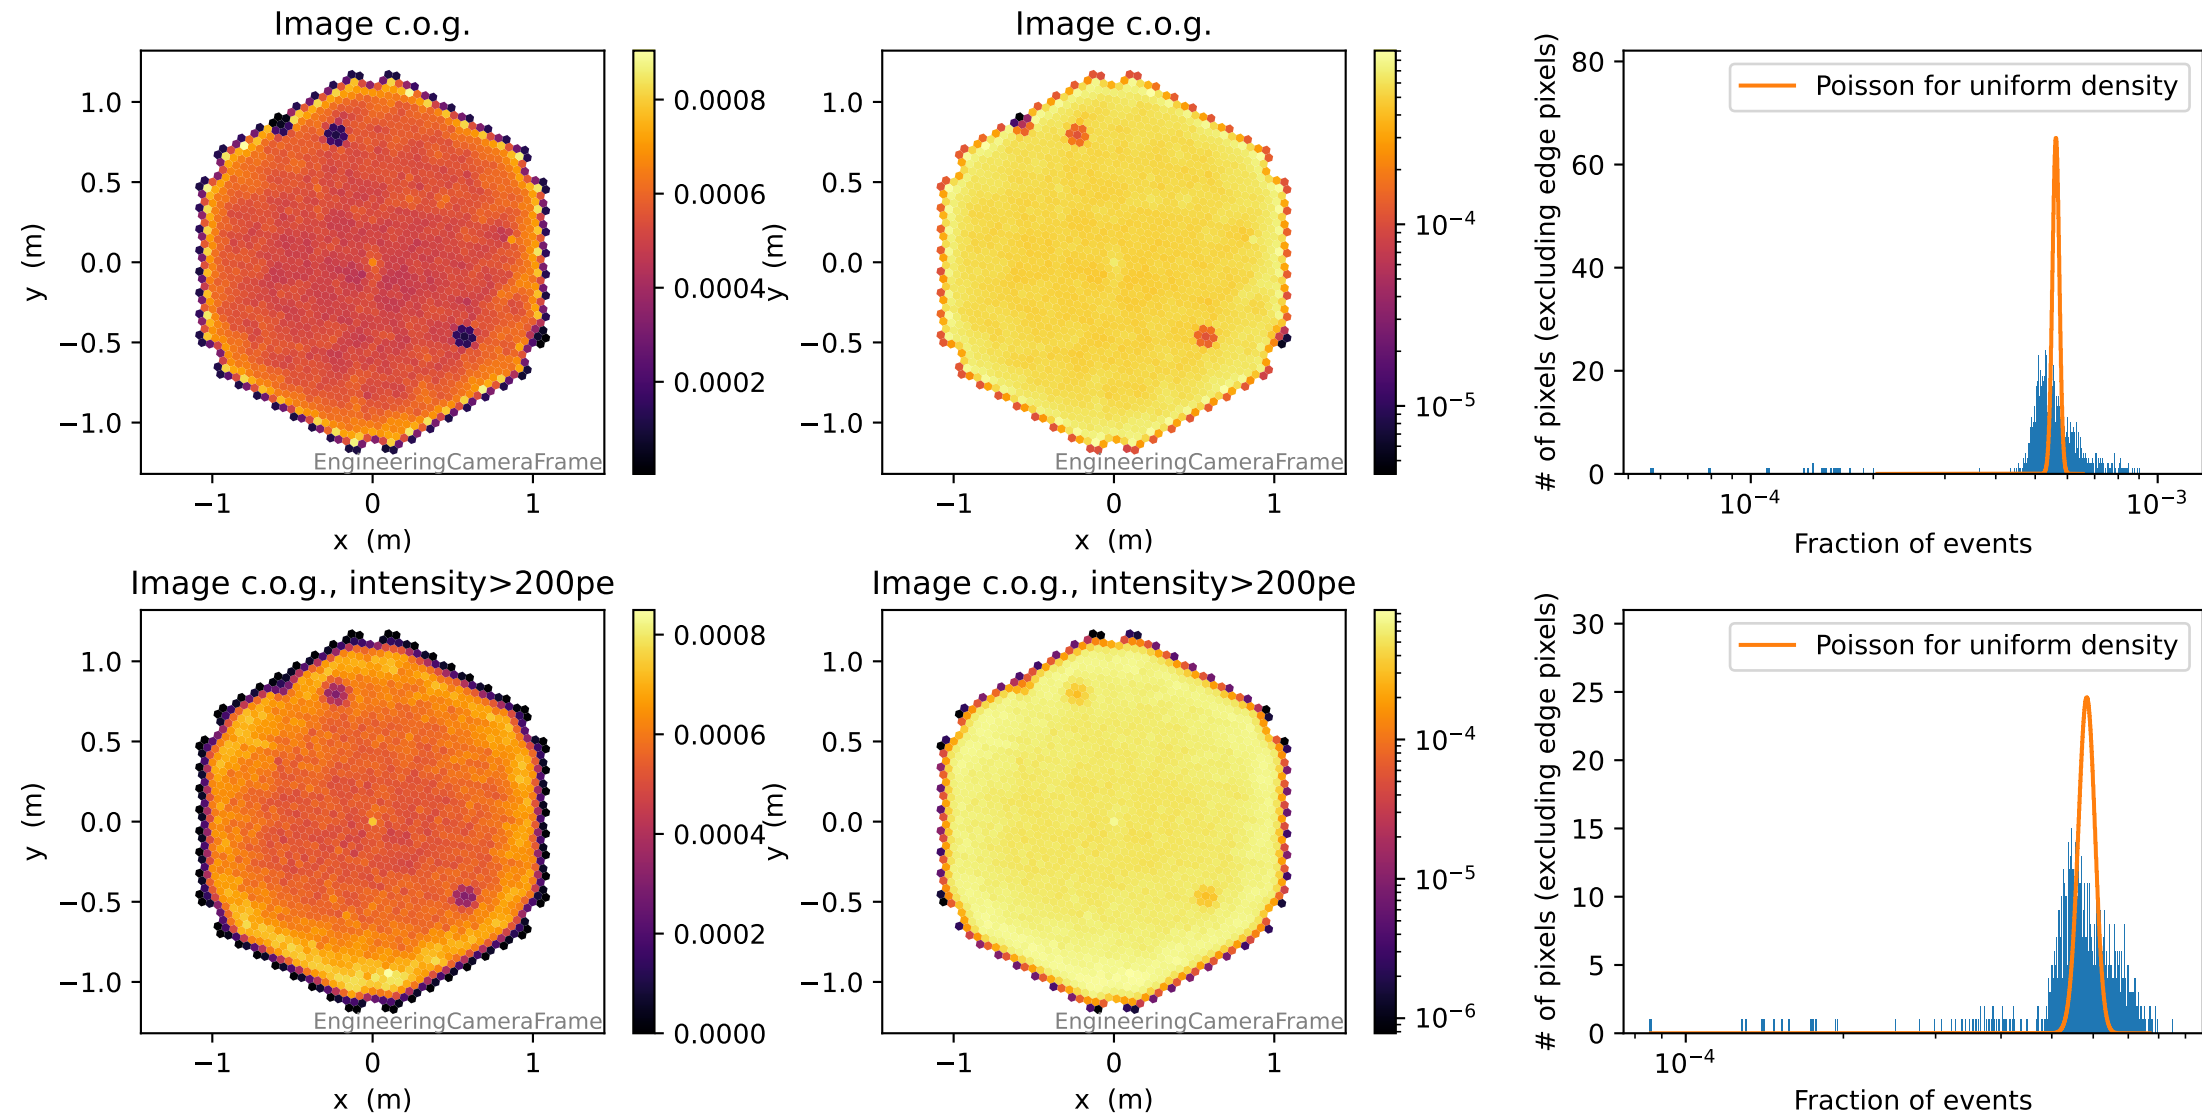 Image c.o.g.
1.0
0.5
0.0
−0.5
−1.0
y (m)
−1
0
1
x (m)
EngineeringCameraFrame
0.0008
0.0006
0.0004
0.0002
Image c.o.g.
1.0
0.5
0.0
−0.5
−1.0
y (m)
−1
0
1
x (m)
EngineeringCameraFrame
10−4
10−5
80
60
40
20
0
# of pixels (excluding edge pixels)
Poisson for uniform density
10−4
10−3
Fraction of events
Image c.o.g., intensity>200pe
1.0
0.5
0.0
−0.5
−1.0
y (m)
−1
0
1
x (m)
EngineeringCameraFrame
0.0008
0.0006
0.0004
0.0002
0.0000
Image c.o.g., intensity>200pe
1.0
0.5
0.0
−0.5
−1.0
y (m)
−1
0
1
x (m)
EngineeringCameraFrame
10−4
10−5
10−6
30
25
20
15
10
5
0
# of pixels (excluding edge pixels)
Poisson for uniform density
10−4
Fraction of events